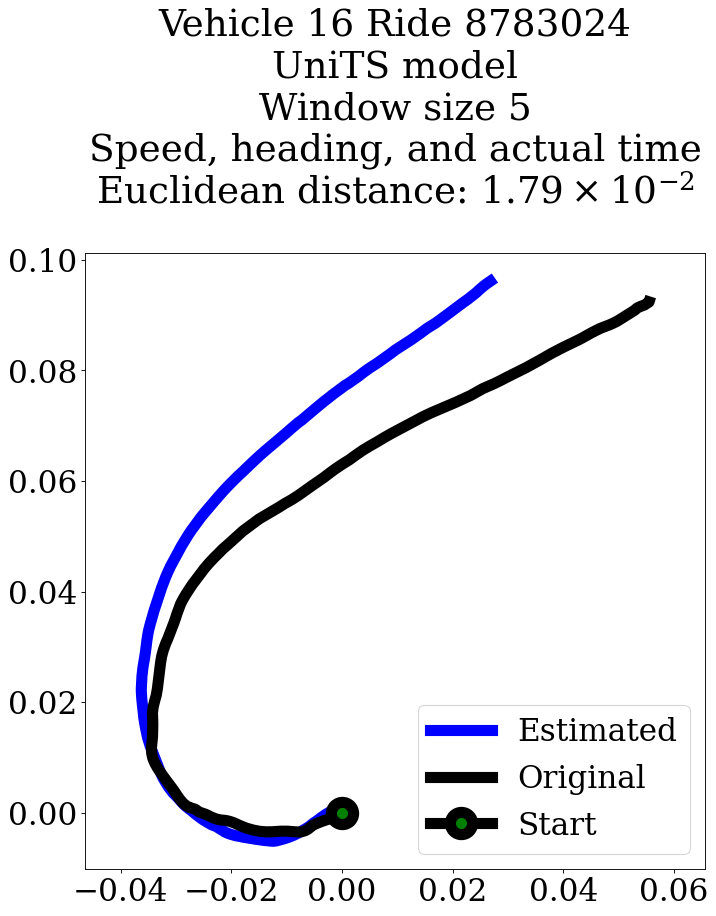 Vehicle 16 Ride 8783024
UniTS model
Window size 5
Speed, heading, and actual time
Euclidean distance: 1.79 × 10⁻²
0.10
0.08
0.06
0.04
0.02
0.00
Estimated
Original
Start
−0.04 −0.02 0.00 0.02 0.04 0.06